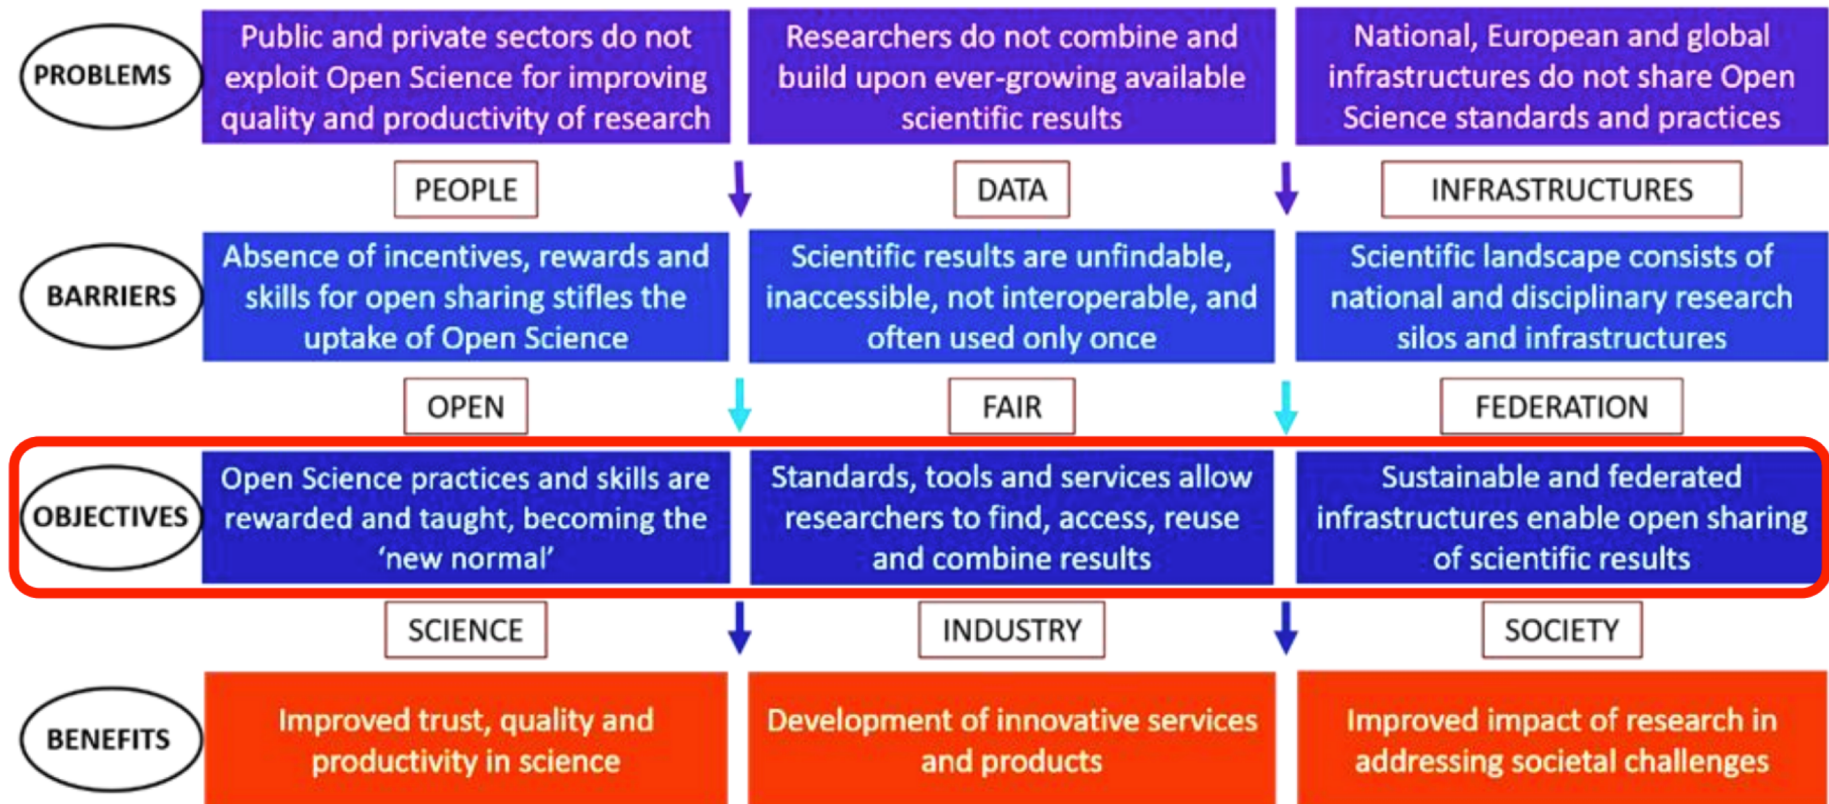 PROBLEMS
Public and private sectors do not
exploit Open Science for improving
quality and productivity of research
Researchers do not combine and
build upon ever-growing available
scientific results
National, European and global
infrastructures do not share Open
Science standards and practices
PEOPLE
DATA
INFRASTRUCTURES
BARRIERS
Absence of incentives, rewards and
skills for open sharing stifles the
uptake of Open Science
Scientific results are unfindable,
inaccessible, not interoperable, and
often used only once
Scientific landscape consists of
national and disciplinary research
silos and infrastructures
OPEN
FAIR
FEDERATION
OBJECTIVES
Open Science practices and skills are
rewarded and taught, becoming the
‘new normal’
Standards, tools and services allow
researchers to find, access, reuse
and combine results
Sustainable and federated
infrastructures enable open sharing
of scientific results
SCIENCE
INDUSTRY
SOCIETY
BENEFITS
Improved trust, quality and
productivity in science
Development of innovative services
and products
Improved impact of research in
addressing societal challenges